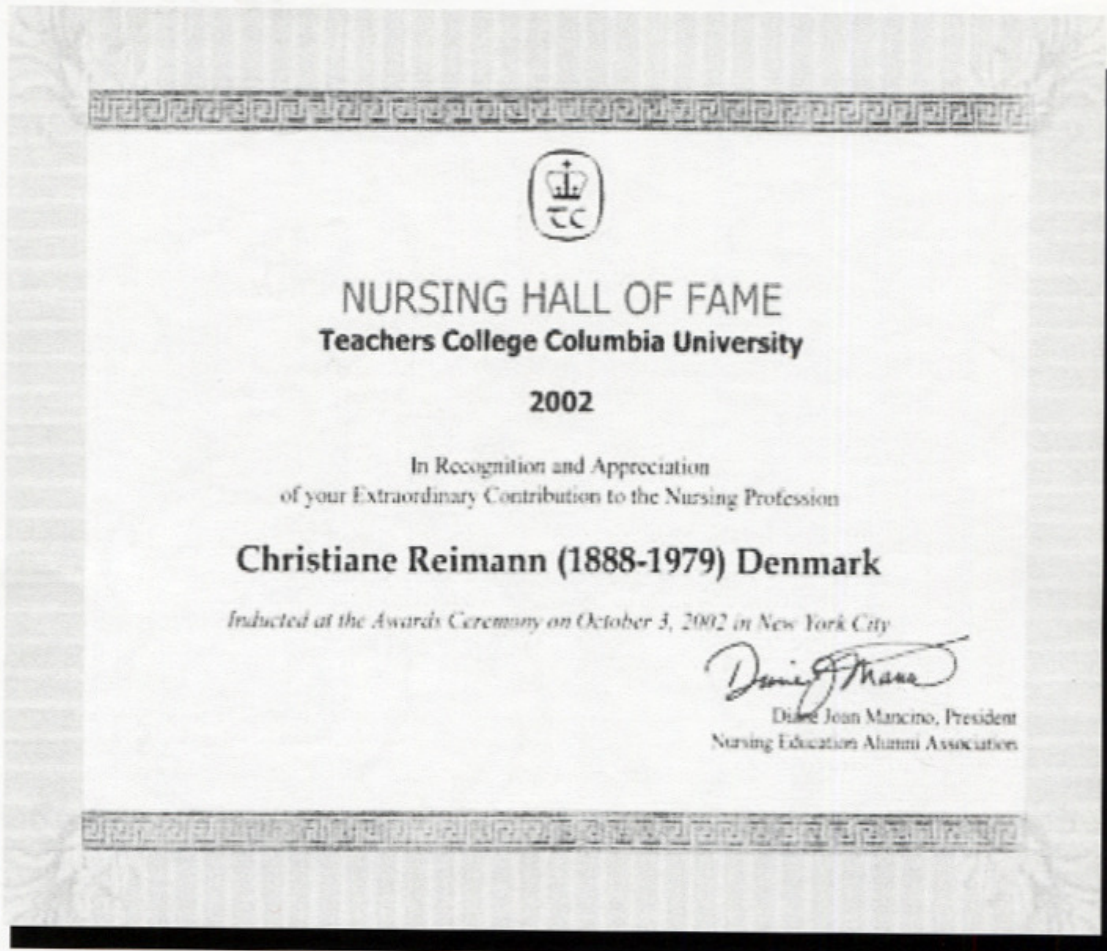 TC
NURSING HALL OF FAME
Teachers College Columbia University
2002
In Recognition and Appreciation
of your Extraordinary Contribution to the Nursing Profession
Christiane Reimann (1888-1979) Denmark
Inducted at the Awards Ceremony on October 3, 2002 in New York City
Diane Joan Mancino, President
Nursing Education Alumni Association